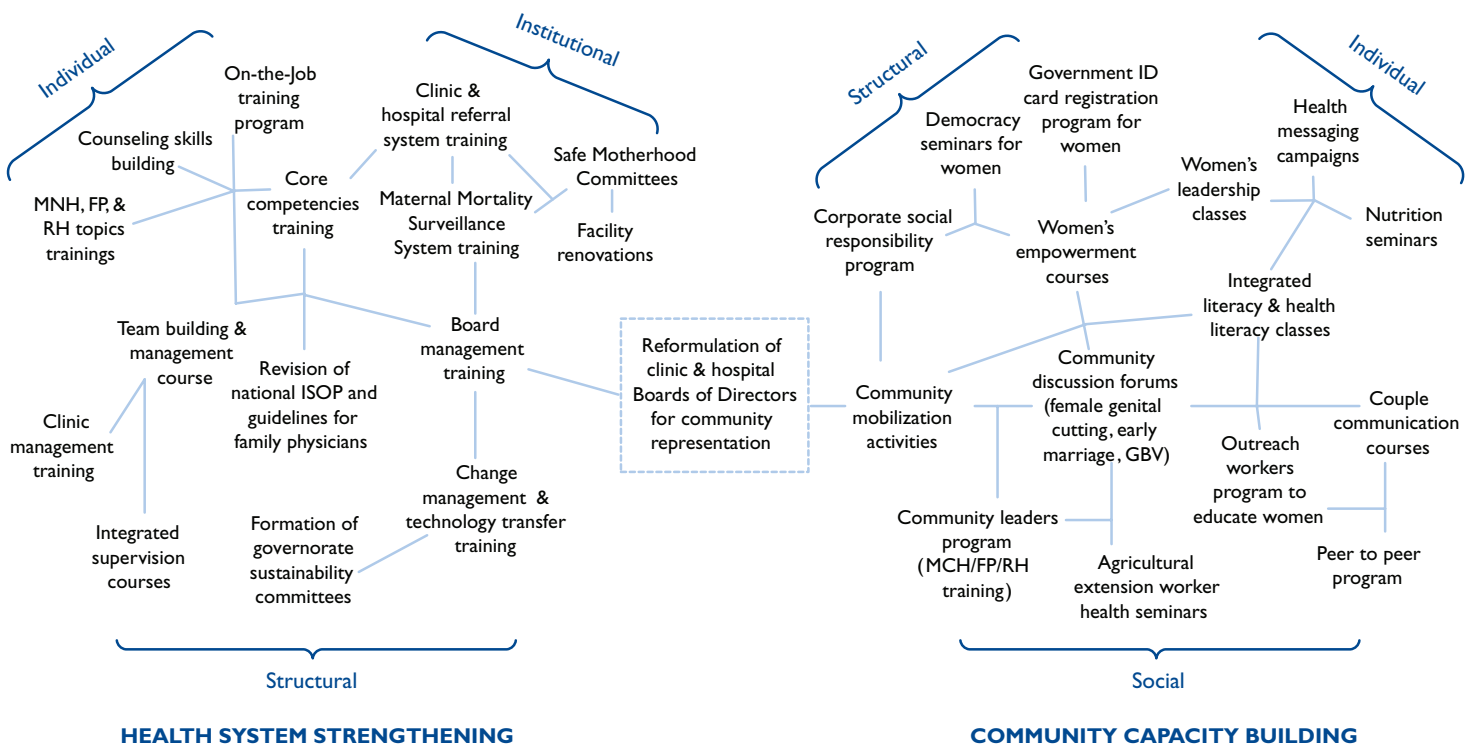 Individual
On-the-Job
training
program
Counseling skills
building
MNH, FP, &
RH topics
trainings
Core
competencies
training
Institutional
Clinic &
hospital referral
system training
Safe Motherhood
Committees
Maternal Mortality
Surveillance
System training
Facility
renovations
Team building &
management
course
Revision of
national ISOP and
guidelines for
family physicians
Board
management
training
Clinic
management
training
Integrated
supervision
courses
Formation of
governorate
sustainability
committees
Change
management &
technology transfer
training
Structural
HEALTH SYSTEM STRENGTHENING
Reformulation of
clinic & hospital
Boards of Directors
for community
representation
Structural
Democracy
seminars for
women
Government ID
card registration
program for
women
Corporate social
responsibility
program
Women’s
empowerment
courses
Individual
Health
messaging
campaigns
Women’s
leadership
classes
Nutrition
seminars
Integrated
literacy & health
literacy classes
Community
mobilization
activities
Community
discussion forums
(female genital
cutting, early
marriage, GBV)
Couple
communication
courses
Outreach
workers
program to
educate women
Community leaders
program
(MCH/FP/RH
training)
Agricultural
extension worker
health seminars
Peer to peer
program
Social
COMMUNITY CAPACITY BUILDING